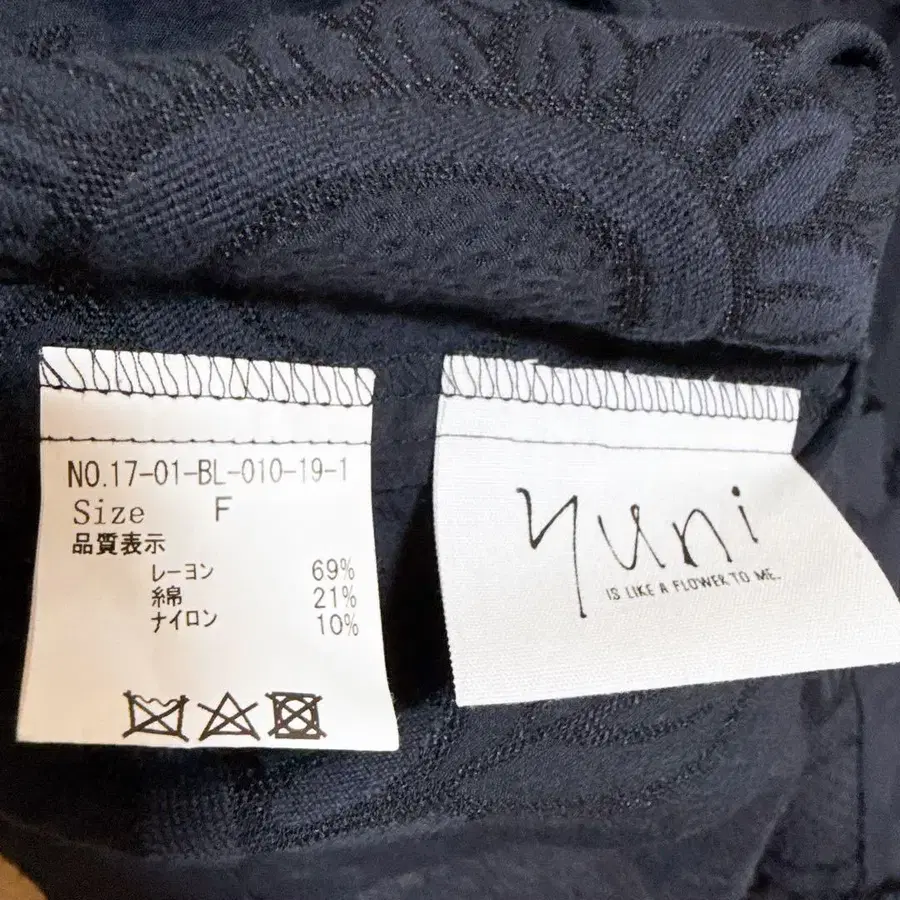 NO.17-01-BL-010-19-1
Size F
品質表示
レーヨン 69%
綿 21%
ナイロン 10%
yuni
IS LIKE A FLOWER TO ME.